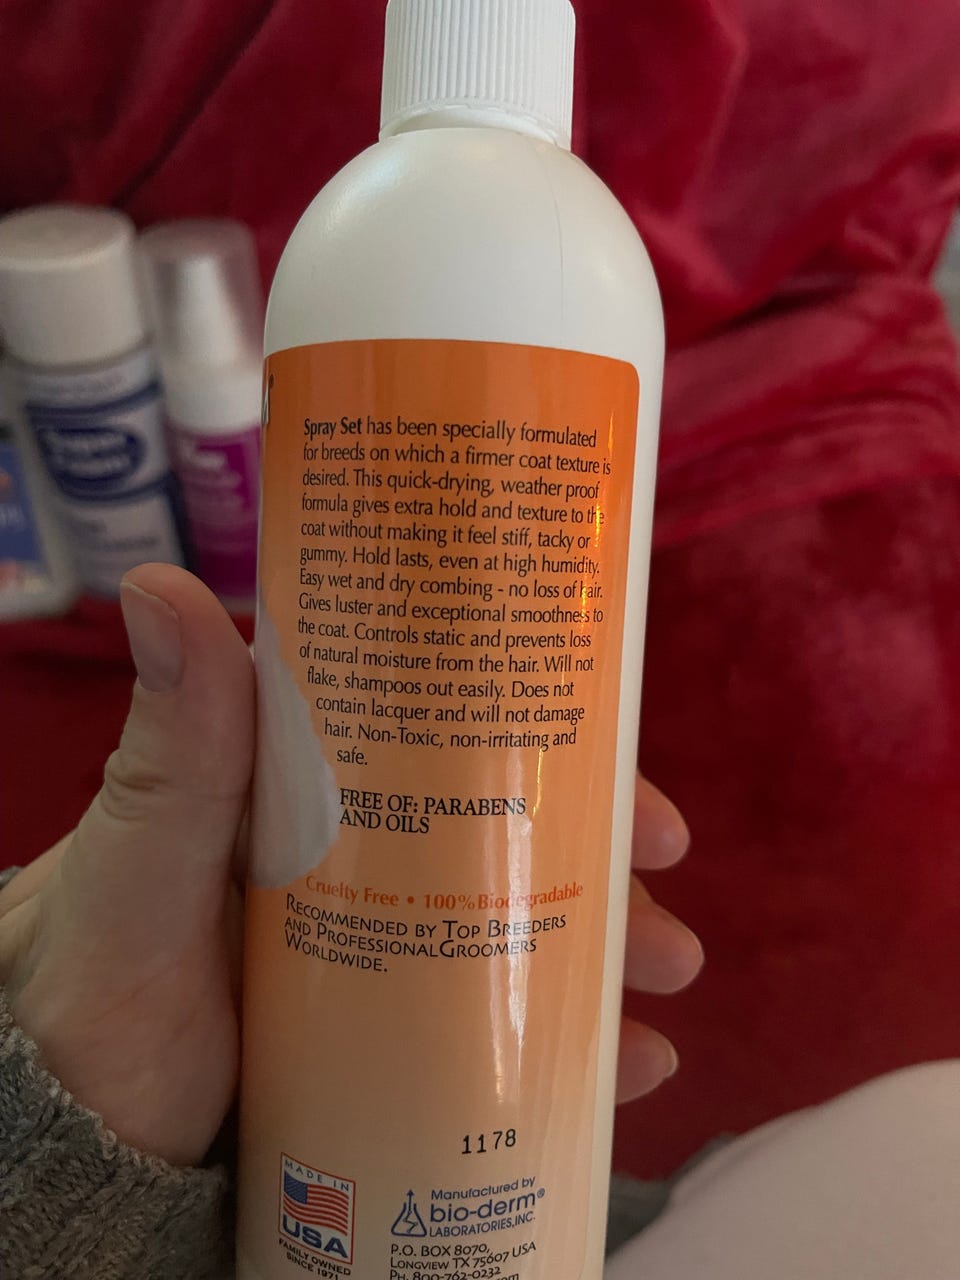 Spray Set has been specially formulated
for breeds on which a firmer coat texture is
desired. This quick-drying, weather proof
formula gives extra hold and texture to the
coat without making it feel stiff, tacky or
gummy. Hold lasts, even at high humidity.
Easy wet and dry combing - no loss of hair.
Gives luster and exceptional smoothness to
the coat. Controls static and prevents loss
of natural moisture from the hair. Will not
flake, shampoos out easily. Does not
contain lacquer and will not damage
hair. Non-Toxic, non-irritating and
safe.
FREE OF: PARABENS
AND OILS
Cruelty Free • 100% Biodegradable
RECOMMENDED BY TOP BREEDERS
AND PROFESSIONAL GROOMERS
WORLDWIDE.
1178
MADE IN
USA
FAMILY OWNED
SINCE 1971
Manufactured by
bio-derm®
LABORATORIES, INC.
P.O. BOX 8070,
LONGVIEW TX 75607 USA
PH. 800-762-0232